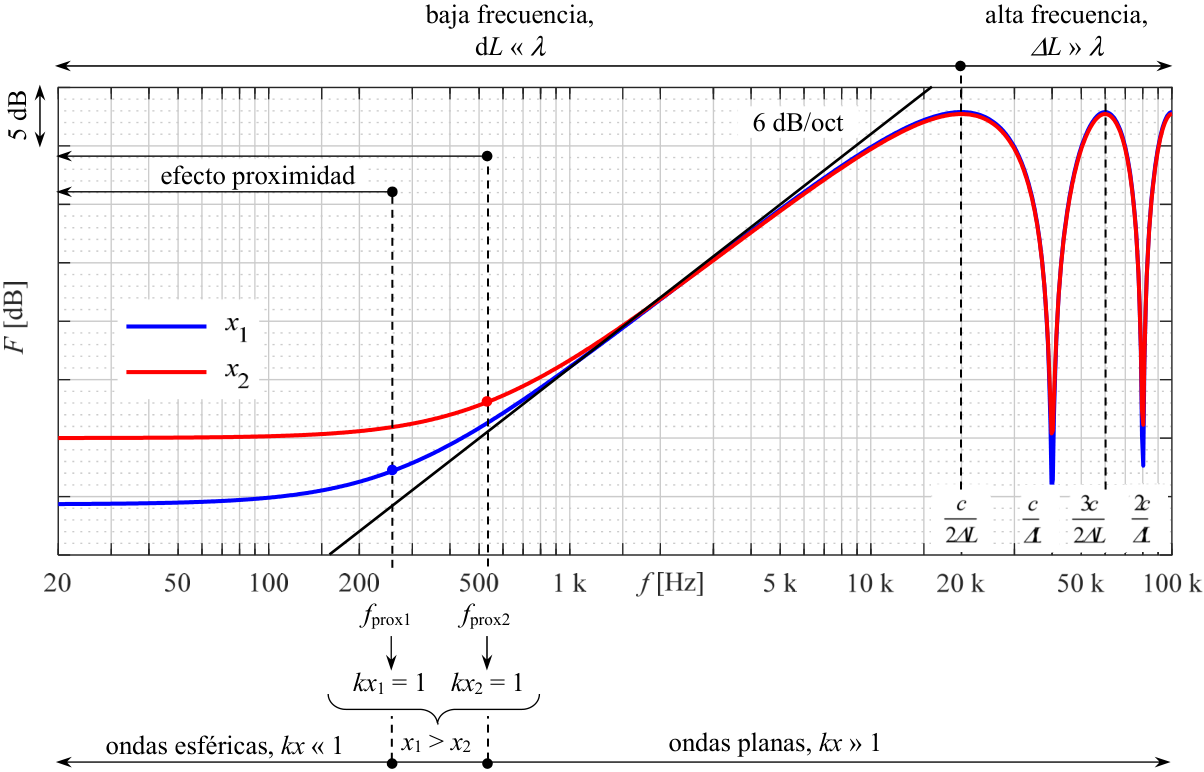 baja frecuencia,
dL « λ
alta frecuencia,
ΔL » λ
5 dB
6 dB/oct
efecto proximidad
F [dB]
x1
x2
c/2ΔL
c/ΔL
3c/2ΔL
2c/ΔL
20 50 100 200 500 1 k f [Hz] 5 k 10 k 20 k 50 k 100 k
fprox1 fprox2
kx1 = 1 kx2 = 1
ondas esféricas, kx « 1
x1 > x2
ondas planas, kx » 1